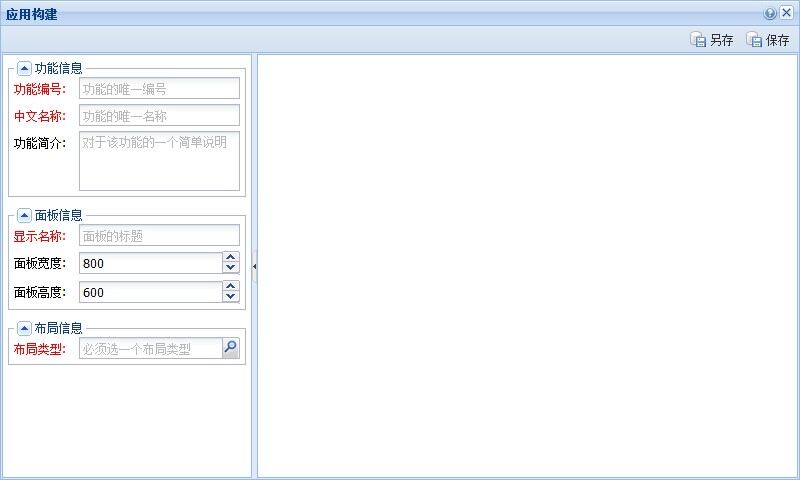 应用构建
另存 保存
功能信息
功能编号: 功能的唯一编号
中文名称: 功能的唯一名称
功能简介: 对于该功能的一个简单说明
面板信息
显示名称: 面板的标题
面板宽度: 800
面板高度: 600
布局信息
布局类型: 必须选一个布局类型